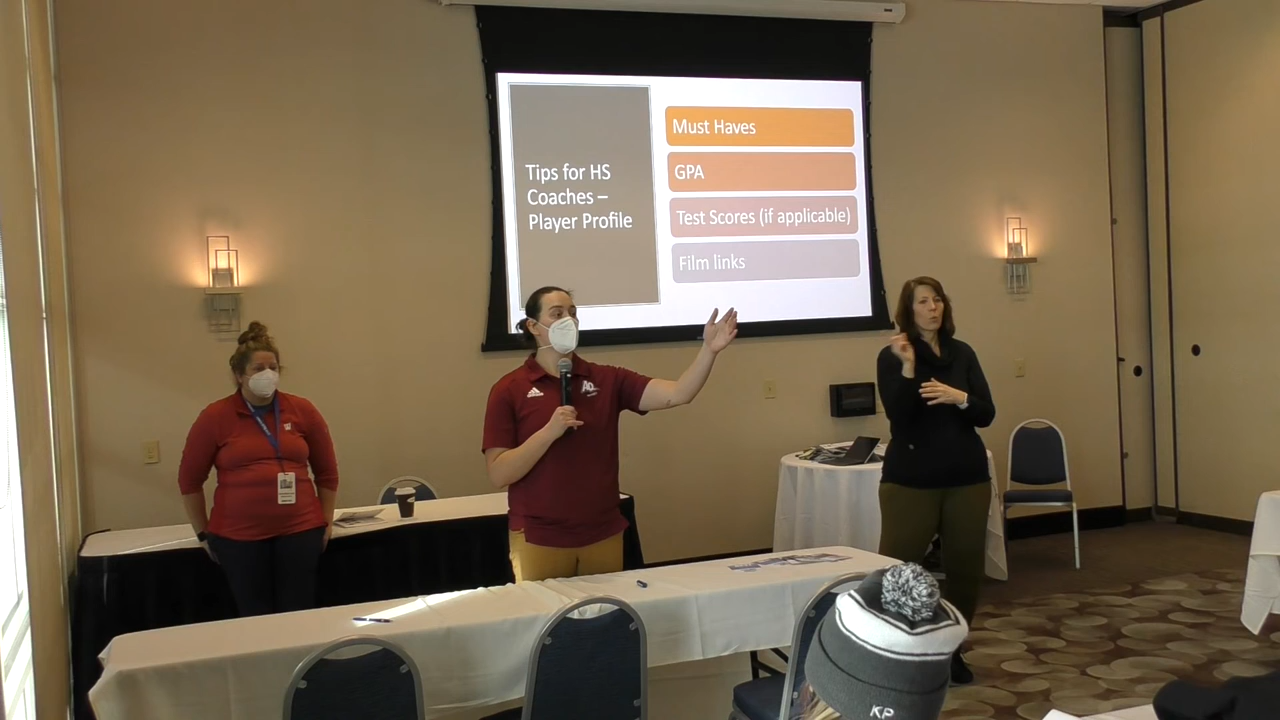 Tips for HS
Coaches –
Player Profile
Must Haves
GPA
Test Scores (if applicable)
Film links
KP